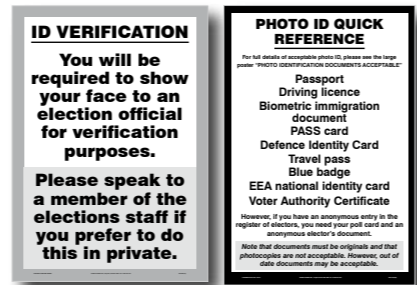 ID VERIFICATION
You will be
required to show
your face to an
election official
for verification
purposes.
Please speak to
a member of the
elections staff if
you prefer to do
this in private.
PHOTO ID QUICK
REFERENCE
For full details of acceptable photo ID, please see the large
poster "PHOTO IDENTIFICATION DOCUMENTS ACCEPTABLE"
Passport
Driving licence
Biometric immigration
document
PASS card
Defence Identity Card
Travel pass
Blue badge
EEA national identity card
Voter Authority Certificate
However, if you have an anonymous entry in the
register of electors, you need your poll card and an
anonymous elector's document.
Note that documents must be originals and that
photocopies are not acceptable. However, out of
date documents may be acceptable.